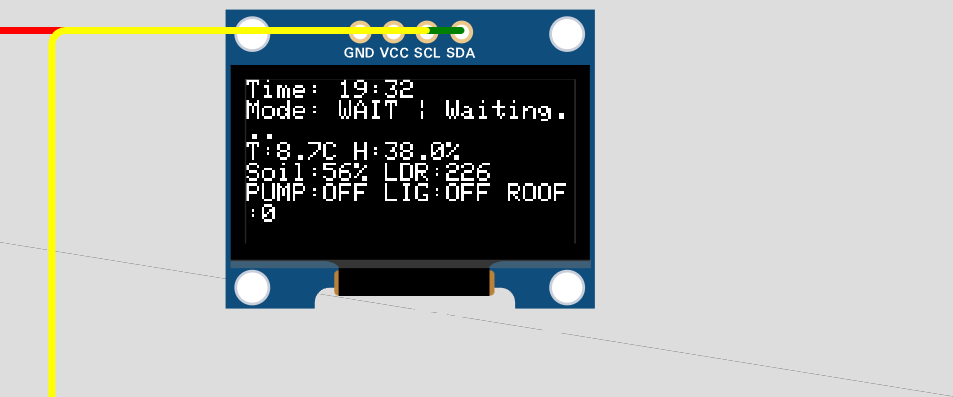 GND VCC SCL SDA
Time: 19:32
Mode: WAIT ¦ Waiting.
..
T:8.7C H:38.0%
Soil:56% LDR:226
PUMP:OFF LIG:OFF ROOF
:0